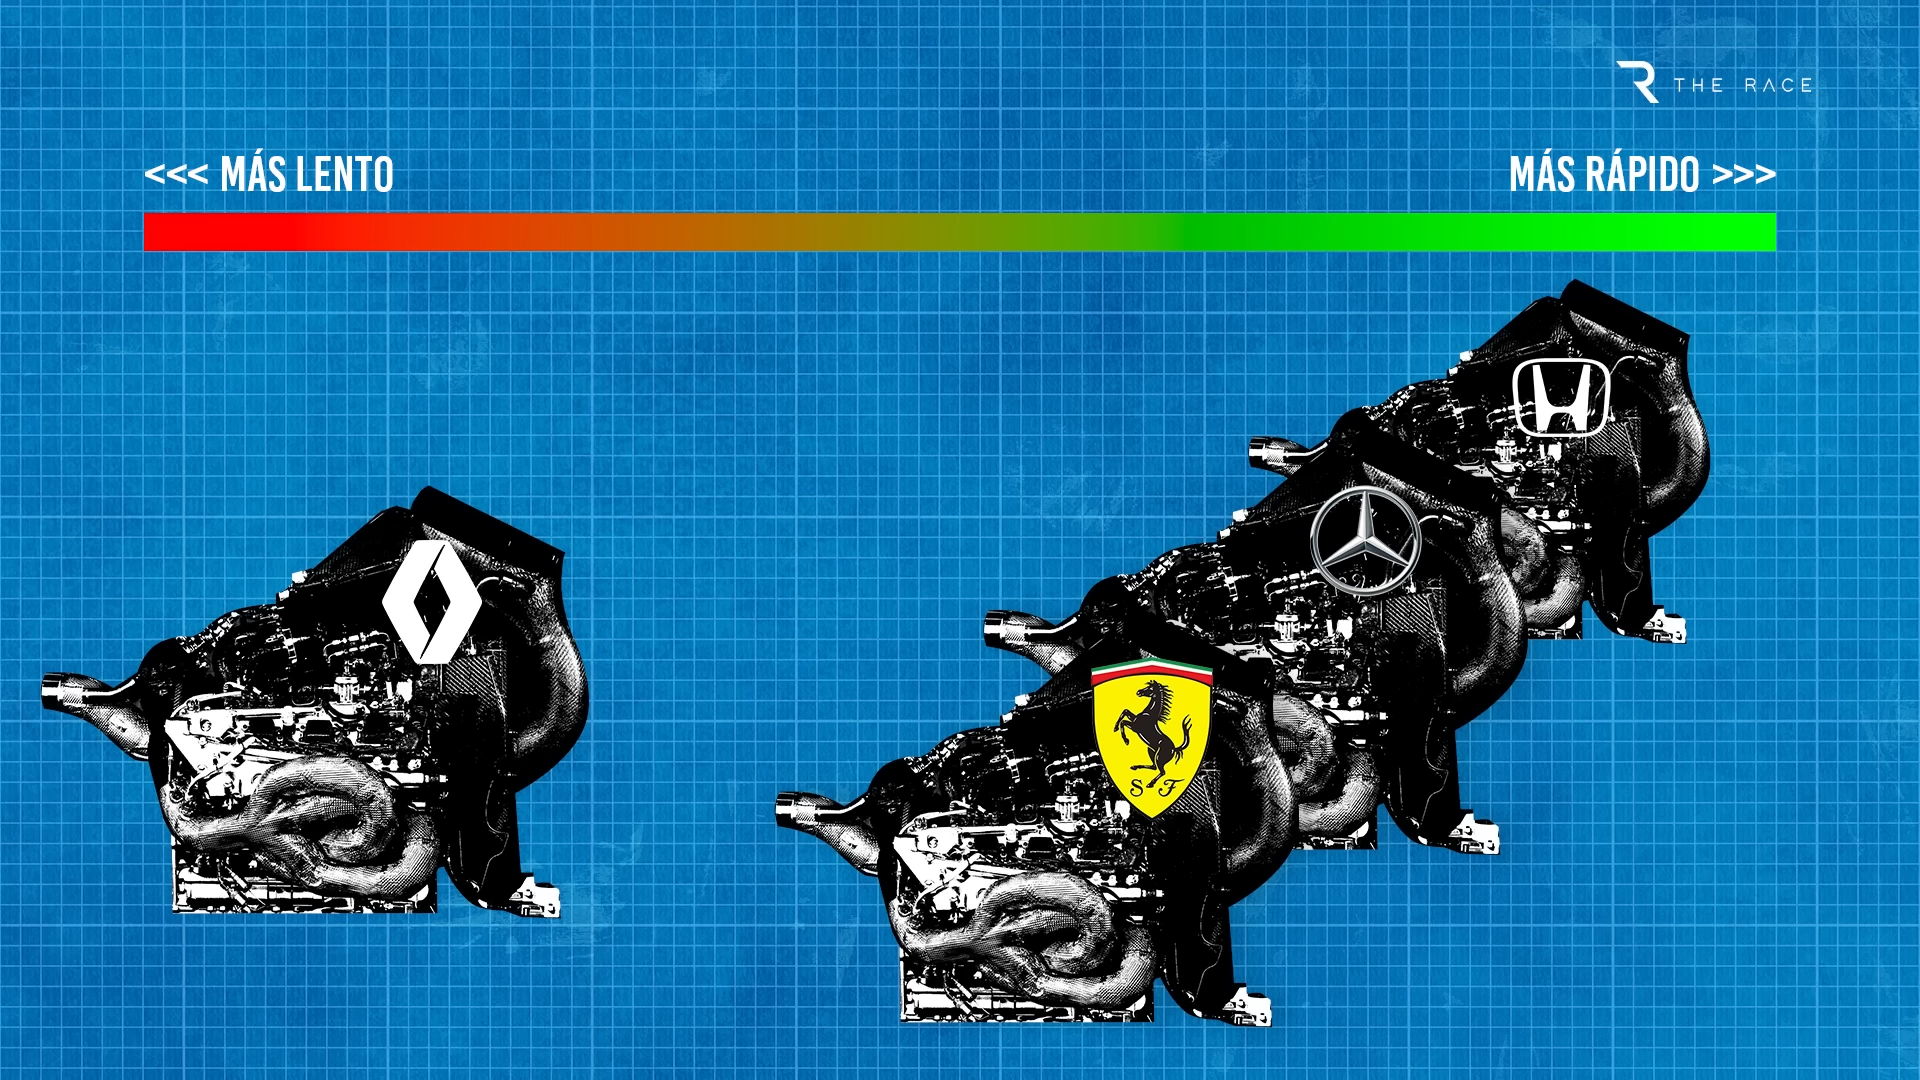 THE RACE
<<< MÁS LENTO
MÁS RÁPIDO >>>
S F